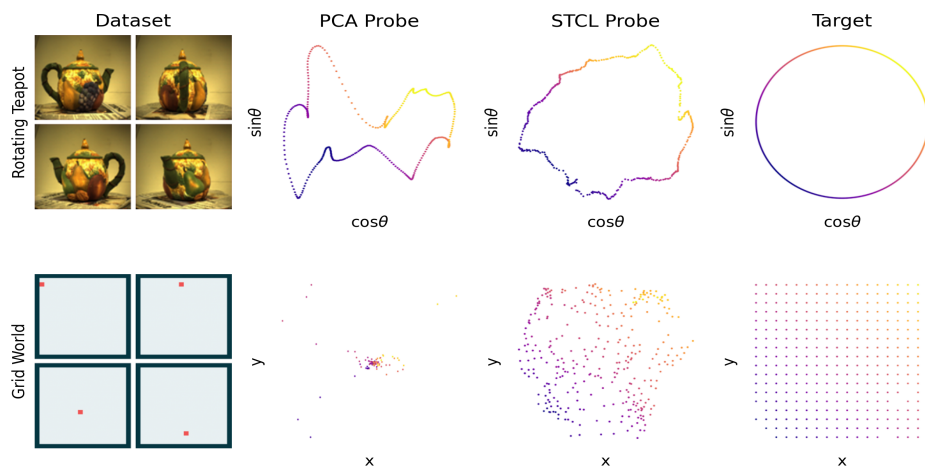 Dataset
PCA Probe
STCL Probe
Target
Rotating Teapot
sinθ
sinθ
sinθ
cosθ
cosθ
cosθ
Grid World
y
y
y
x
x
x